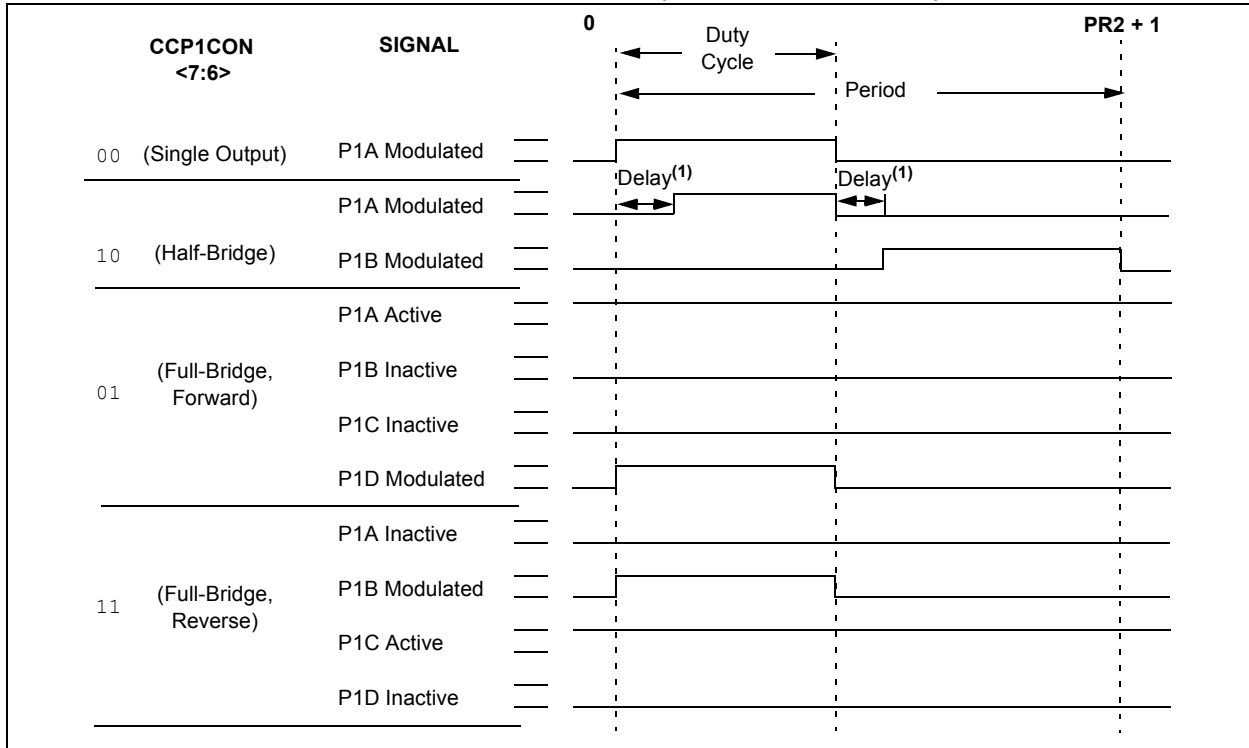 0
PR2 + 1
CCP1CON
<7:6>
SIGNAL
Duty
Cycle
Period
00 (Single Output) P1A Modulated
Delay(1) Delay(1)
P1A Modulated
10 (Half-Bridge) P1B Modulated
P1A Active
01 (Full-Bridge,
Forward)
P1B Inactive
P1C Inactive
P1D Modulated
P1A Inactive
11 (Full-Bridge,
Reverse)
P1B Modulated
P1C Active
P1D Inactive